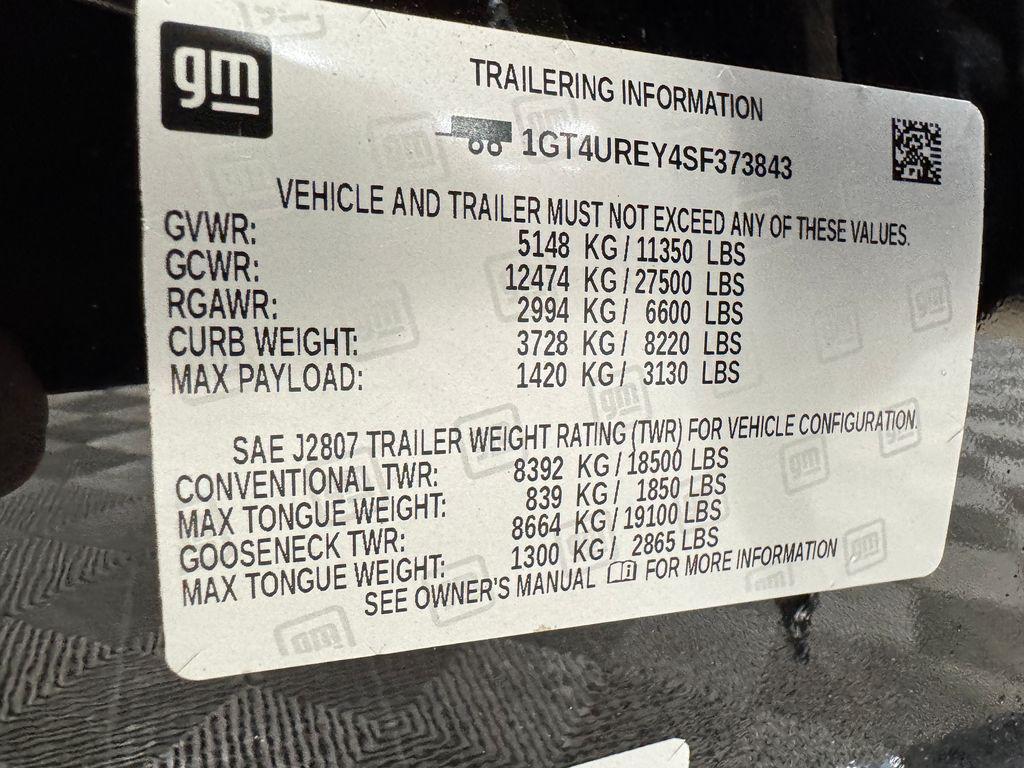 gm
TRAILERING INFORMATION
1GT4UREY4SF373843
VEHICLE AND TRAILER MUST NOT EXCEED ANY OF THESE VALUES.
GVWR: 5148 KG/11350 LBS
GCWR: 12474 KG/27500 LBS
RGAWR: 2994 KG/ 6600 LBS
CURB WEIGHT: 3728 KG/ 8220 LBS
MAX PAYLOAD: 1420 KG/ 3130 LBS
SAE J2807 TRAILER WEIGHT RATING (TWR) FOR VEHICLE CONFIGURATION.
CONVENTIONAL TWR: 8392 KG/18500 LBS
MAX TONGUE WEIGHT: 839 KG/ 1850 LBS
GOOSENECK TWR: 8664 KG/19100 LBS
MAX TONGUE WEIGHT: 1300 KG/ 2865 LBS
SEE OWNER'S MANUAL FOR MORE INFORMATION